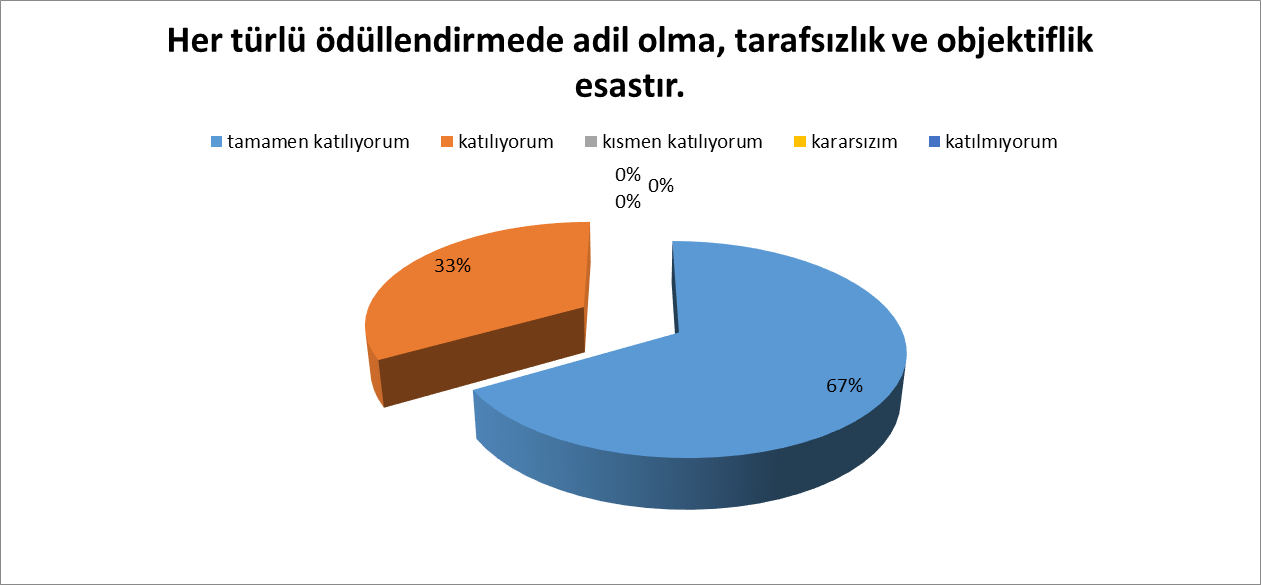 Her türlü ödüllendirmede adil olma, tarafsızlık ve objektiflik
esastır.
tamamen katılıyorum katılıyorum kısmen katılıyorum kararsızım katılmıyorum
0%
0%
0%
33%
67%